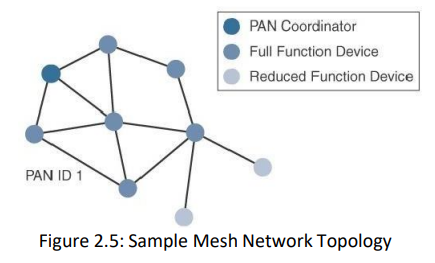 PAN Coordinator
Full Function Device
Reduced Function Device
PAN ID 1
Figure 2.5: Sample Mesh Network Topology